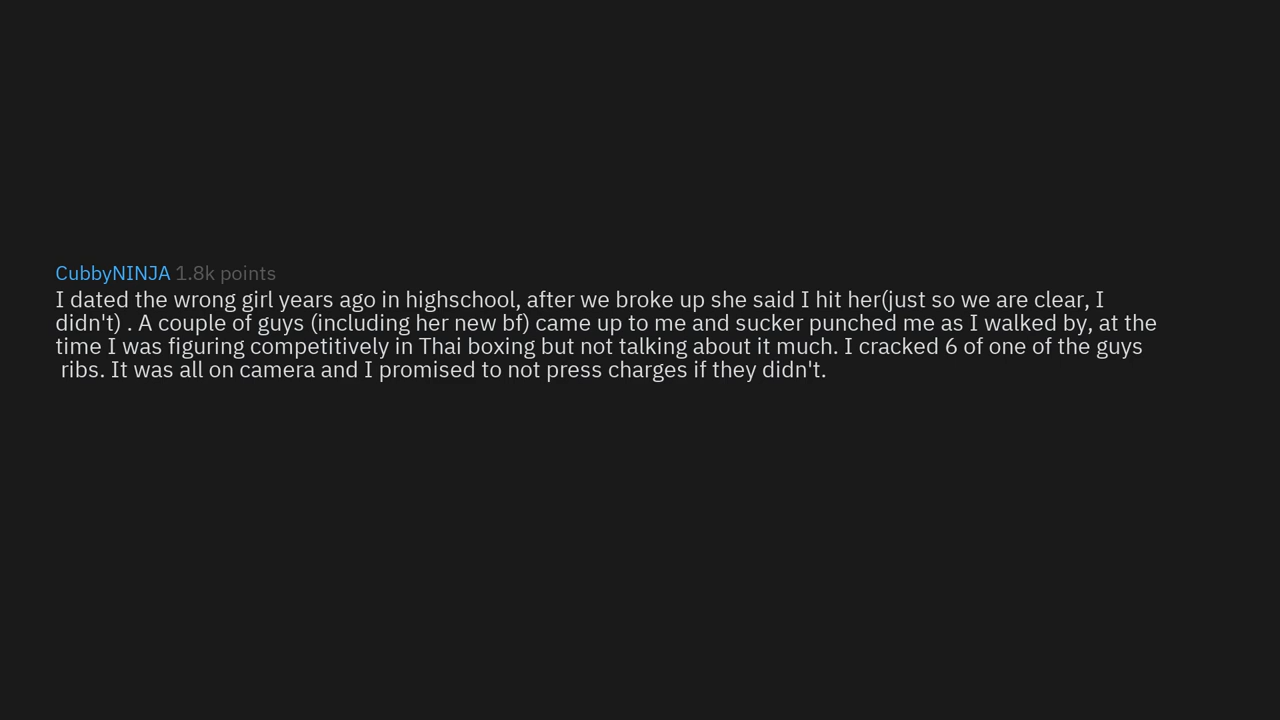 CubbyNINJA 1.8k points
I dated the wrong girl years ago in highschool, after we broke up she said I hit her(just so we are clear, I
didn't) . A couple of guys (including her new bf) came up to me and sucker punched me as I walked by, at the
time I was figuring competitively in Thai boxing but not talking about it much. I cracked 6 of one of the guys
ribs. It was all on camera and I promised to not press charges if they didn't.